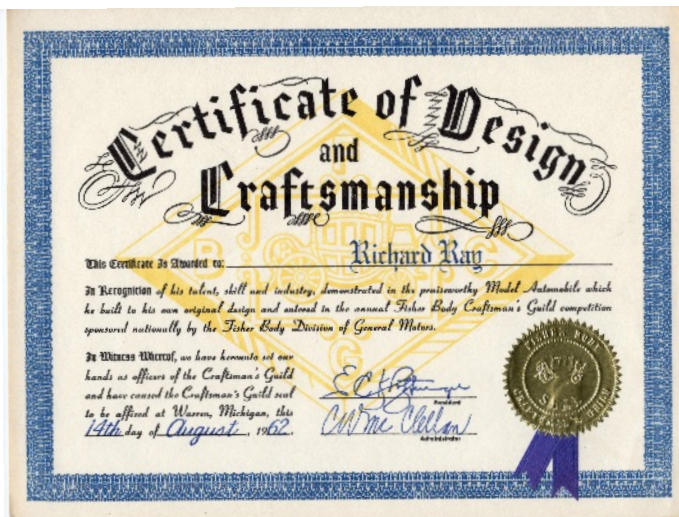 Certificate of Design
and
Craftsmanship
This Certificate Is Awarded to: Richard Ray
In Recognition of his talent, skill and industry, demonstrated in the praiseworthy Model Automobile which
he built to his own original design and entered in the annual Fisher Body Craftsman's Guild competition
sponsored nationally by the Fisher Body Division of General Motors.
In Witness Whereof, we have hereunto set our
hands as officers of the Craftsman's Guild
and have caused the Craftsman's Guild seal
to be affixed at Warren, Michigan, this
14th day of August, 1962.
President
C W McClellan
Administrator
FISHER BODY
SEAL
B C G